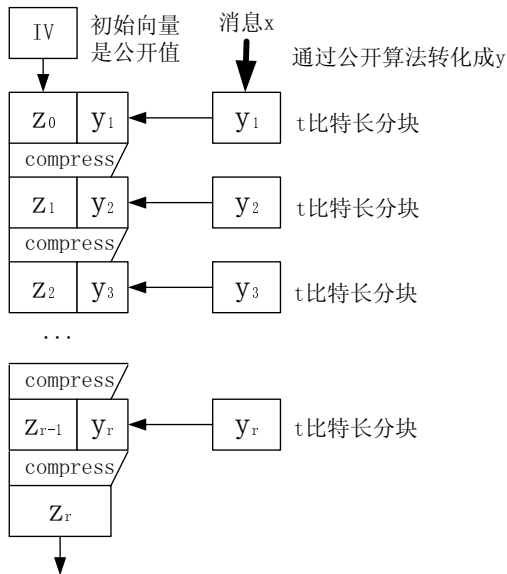 IV
初始向量
是公开值
消息x
通过公开算法转化成y
z₀ y₁ y₁ t比特长分块
compress
z₁ y₂ y₂ t比特长分块
compress
z₂ y₃ y₃ t比特长分块
...
compress
zᵣ₋₁ yᵣ yᵣ t比特长分块
compress
zᵣ